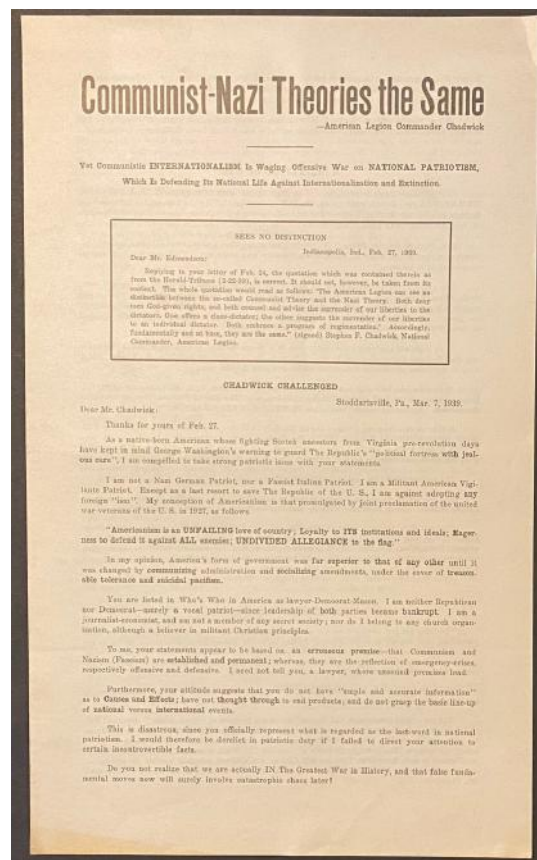 Communist-Nazi Theories the Same
—American Legion Commander Chadwick
Yet Communistic INTERNATIONALISM Is Waging Offensive War on NATIONAL PATRIOTISM,
Which Is Defending Its National Life Against Internationalization and Extinction.
SEES NO DISTINCTION
Indianapolis, Ind., Feb. 27, 1939.
Dear Mr. Edmondson:
Replying to your letter of Feb. 24, the quotation which was contained therein as
from the Herald-Tribune (2-22-39), is correct. It should not, however, be taken from its
context. The whole quotation would read as follows: "The American Legion can see no
distinction between the so-called Communist Theory and the Nazi Theory. Both deny
men God-given rights, and both counsel and advise the surrender of our liberties to the
dictators. One offers a class-dictator; the other suggests the surrender of our liberties
to an individual dictator. Both embrace a program of regimentation." Accordingly,
fundamentally and at base, they are the same." (signed) Stephen F. Chadwick, National
Commander, American Legion.
CHADWICK CHALLENGED
Stoddartsville, Pa., Mar. 7, 1939.
Dear Mr. Chadwick:
Thanks for yours of Feb. 27.
As a native-born American whose fighting Scotch ancestors from Virginia pre-revolution days
have kept in mind George Washington's warning to guard The Republic's "political fortress with jeal-
ous care", I am compelled to take strong patriotic issue with your statements
I am not a Nazi German Patriot, nor a Fascist Italian Patriot. I am a Militant American Vigi-
lante Patriot. Except as a last resort to save The Republic of the U. S., I am against adopting any
foreign "ism". My conception of Americanism is that promulgated by joint proclamation of the united
war veterans of the U. S. in 1927, as follows
"Americanism is an UNFAILING love of country; Loyalty to ITS institutions and ideals; Eager-
ness to defend it against ALL enemies; UNDIVIDED ALLEGIANCE to the flag."
In my opinion, America's form of government was far superior to that of any other until it
was changed by communizing administration and socializing amendments, under the cover of treason-
able tolerance and suicidal pacifism.
You are listed in Who's Who in America as lawyer-Democrat-Mason. I am neither Republican
nor Democrat—merely a vocal patriot—since leadership of both parties became bankrupt. I am a
journalist-economist, and am not a member of any secret society; nor do I belong to any church organ-
ization, although a believer in militant Christian principles.
To me, your statements appear to be based on an erroneous premise—that Communism and
Nazism (Fascism) are established and permanent; whereas, they are the reflection of emergency-crises,
respectively offensive and defensive. I need not tell you, a lawyer, where unsound premises lead.
Furthermore, your attitude suggests that you do not have "ample and accurate information"
as to Causes and Effects; have not thought through to end products; and do not grasp the basic line-up
of national versus international events.
This is disastrous, since you officially represent what is regarded as the last-word in national
patriotism. I would therefore be derelict in patriotic duty if I failed to direct your attention to
certain incontrovertible facts.
Do you not realize that we are actually IN The Greatest War in History, and that false funda-
mental moves now will surely involve catastrophic chaos later?